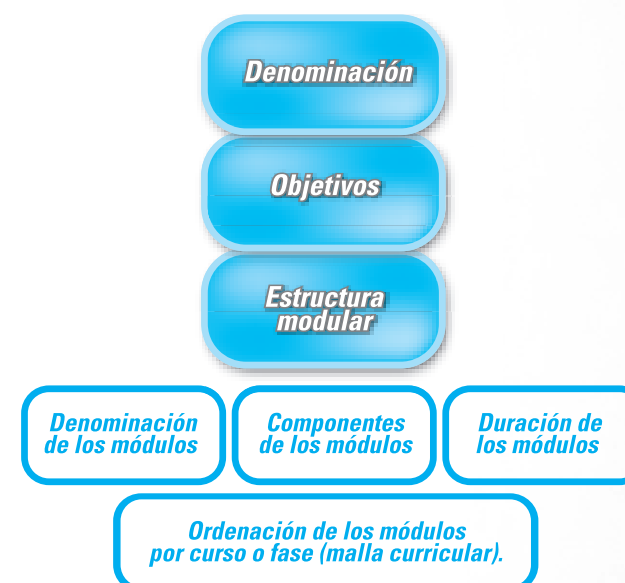 Denominación
Objetivos
Estructura
modular
Denominación
de los módulos
Componentes
de los módulos
Duración de
los módulos
Ordenación de los módulos
por curso o fase (malla curricular).